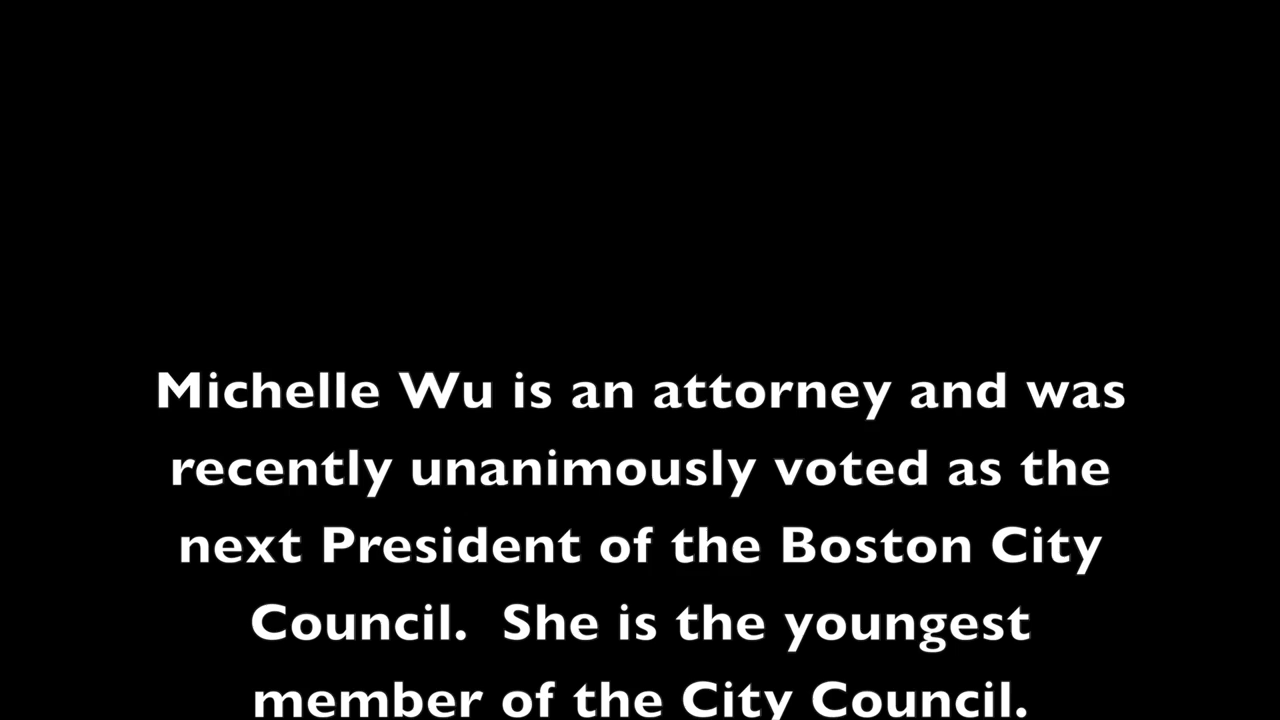 Michelle Wu is an attorney and was
recently unanimously voted as the
next President of the Boston City
Council.  She is the youngest
member of the City Council.